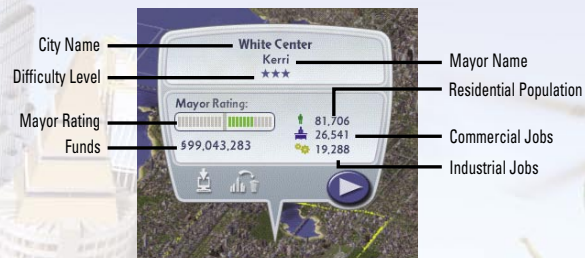 City Name
Difficulty Level
Mayor Rating
Funds
White Center
Kerri
Mayor Rating:
81,706
26,541
19,288
$99,043,283
Mayor Name
Residential Population
Commercial Jobs
Industrial Jobs